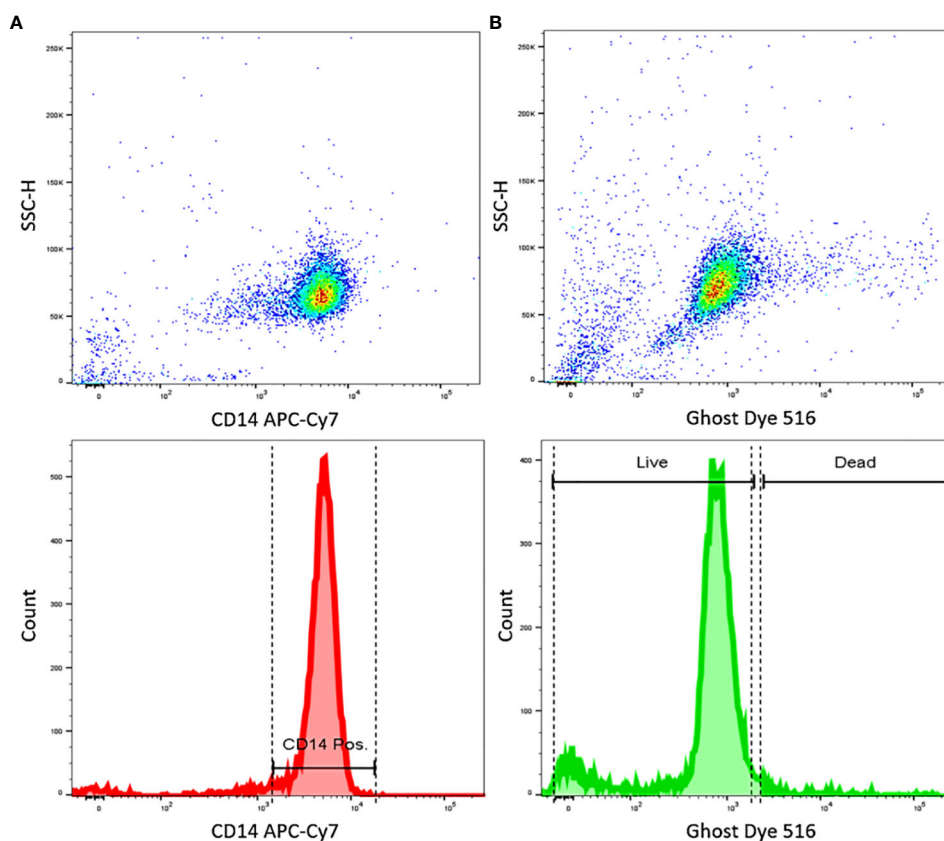 A
B
250K
200K
150K
100K
50K
0
SSC-H
0
10²
10³
10⁴
10⁵
CD14 APC-Cy7
250K
200K
150K
100K
50K
0
SSC-H
0
10²
10³
10⁴
10⁵
Ghost Dye 516
500
400
300
200
100
0
Count
CD14 Pos.
0
10²
10³
10⁴
10⁵
CD14 APC-Cy7
Live
Dead
400
300
200
100
0
Count
0
10²
10³
10⁴
10⁵
Ghost Dye 516